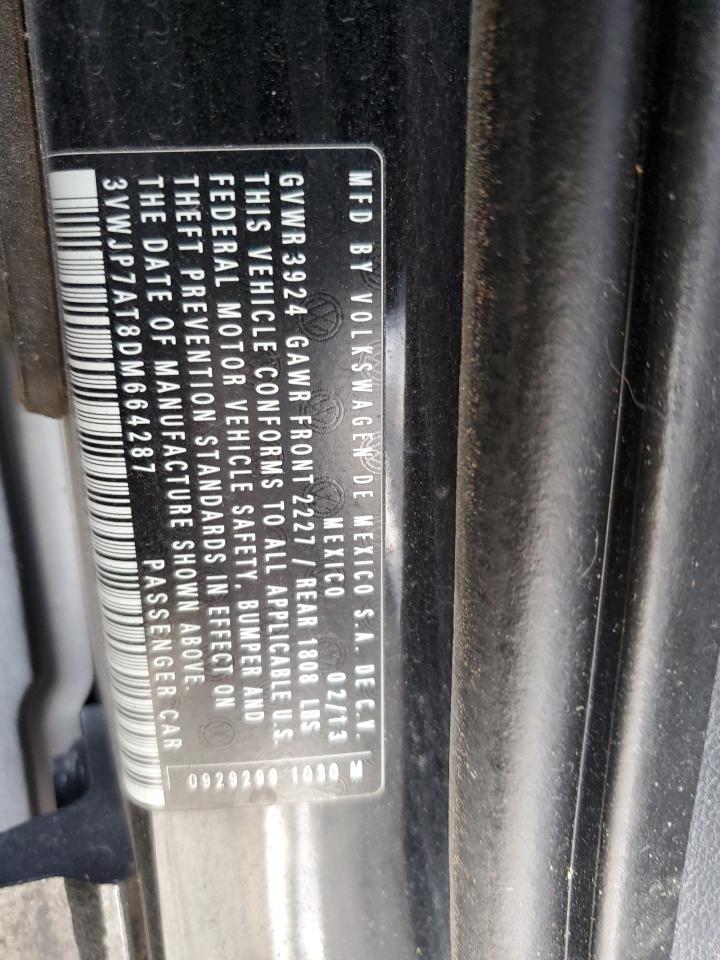 MFD BY VOLKSWAGEN DE MEXICO S.A. DE C.V.
MEXICO 02/13
GVWR 3924 GAWR FRONT 2227 / REAR 1808 LBS
THIS VEHICLE CONFORMS TO ALL APPLICABLE U.S.
FEDERAL MOTOR VEHICLE SAFETY, BUMPER AND
THEFT PREVENTION STANDARDS IN EFFECT ON
THE DATE OF MANUFACTURE SHOWN ABOVE.
3VWJP7AT8DM664287 PASSENGER CAR
1030 M